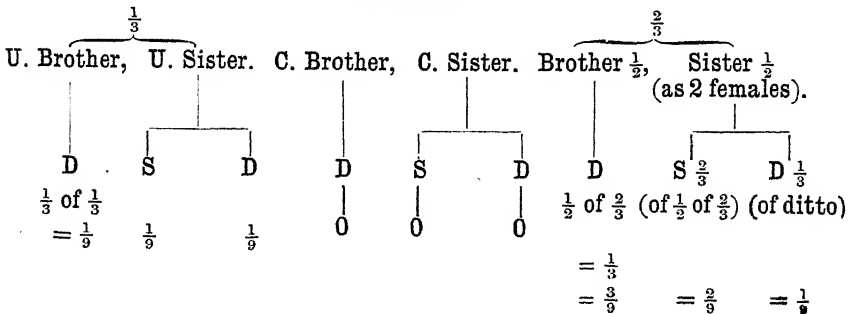 1/3 2/3
U. Brother, U. Sister. C. Brother, C. Sister. Brother 1/2, Sister 1/2
(as 2 females).
D S D D S D D S 2/3 D 1/3
1/3 of 1/3 1/2 of 2/3 (of 1/2 of 2/3) (of ditto)
= 1/9 1/9 1/9 0 0 0
= 1/3
= 3/9 = 2/9 = 1/9